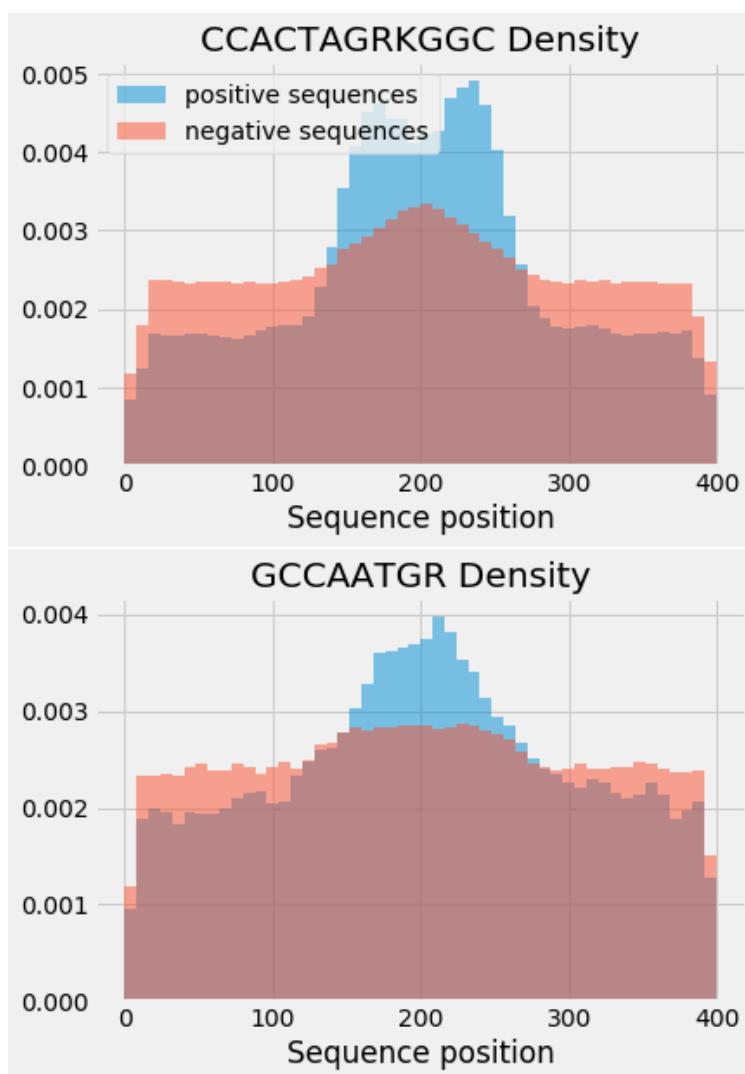 CCACTAGRKGGC Density
0.005
positive sequences
negative sequences
0.004
0.003
0.002
0.001
0.000
0 100 200 300 400
Sequence position
GCCAATGR Density
0.004
0.003
0.002
0.001
0.000
0 100 200 300 400
Sequence position